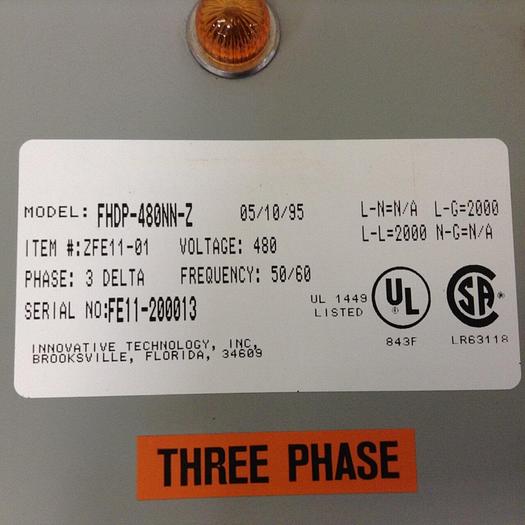 MODEL: FHDP-480NN-Z 05/10/95 L-N=N/A L-G=2000
L-L=2000 N-G=N/A
ITEM #:ZFE11-01 VOLTAGE: 480
PHASE: 3 DELTA FREQUENCY: 50/60
SERIAL NO:FE11-200013
UL 1449
LISTED
UL
843F
SA
LR63118
INNOVATIVE TECHNOLOGY, INC,
BROOKSVILLE, FLORIDA, 34609
THREE PHASE